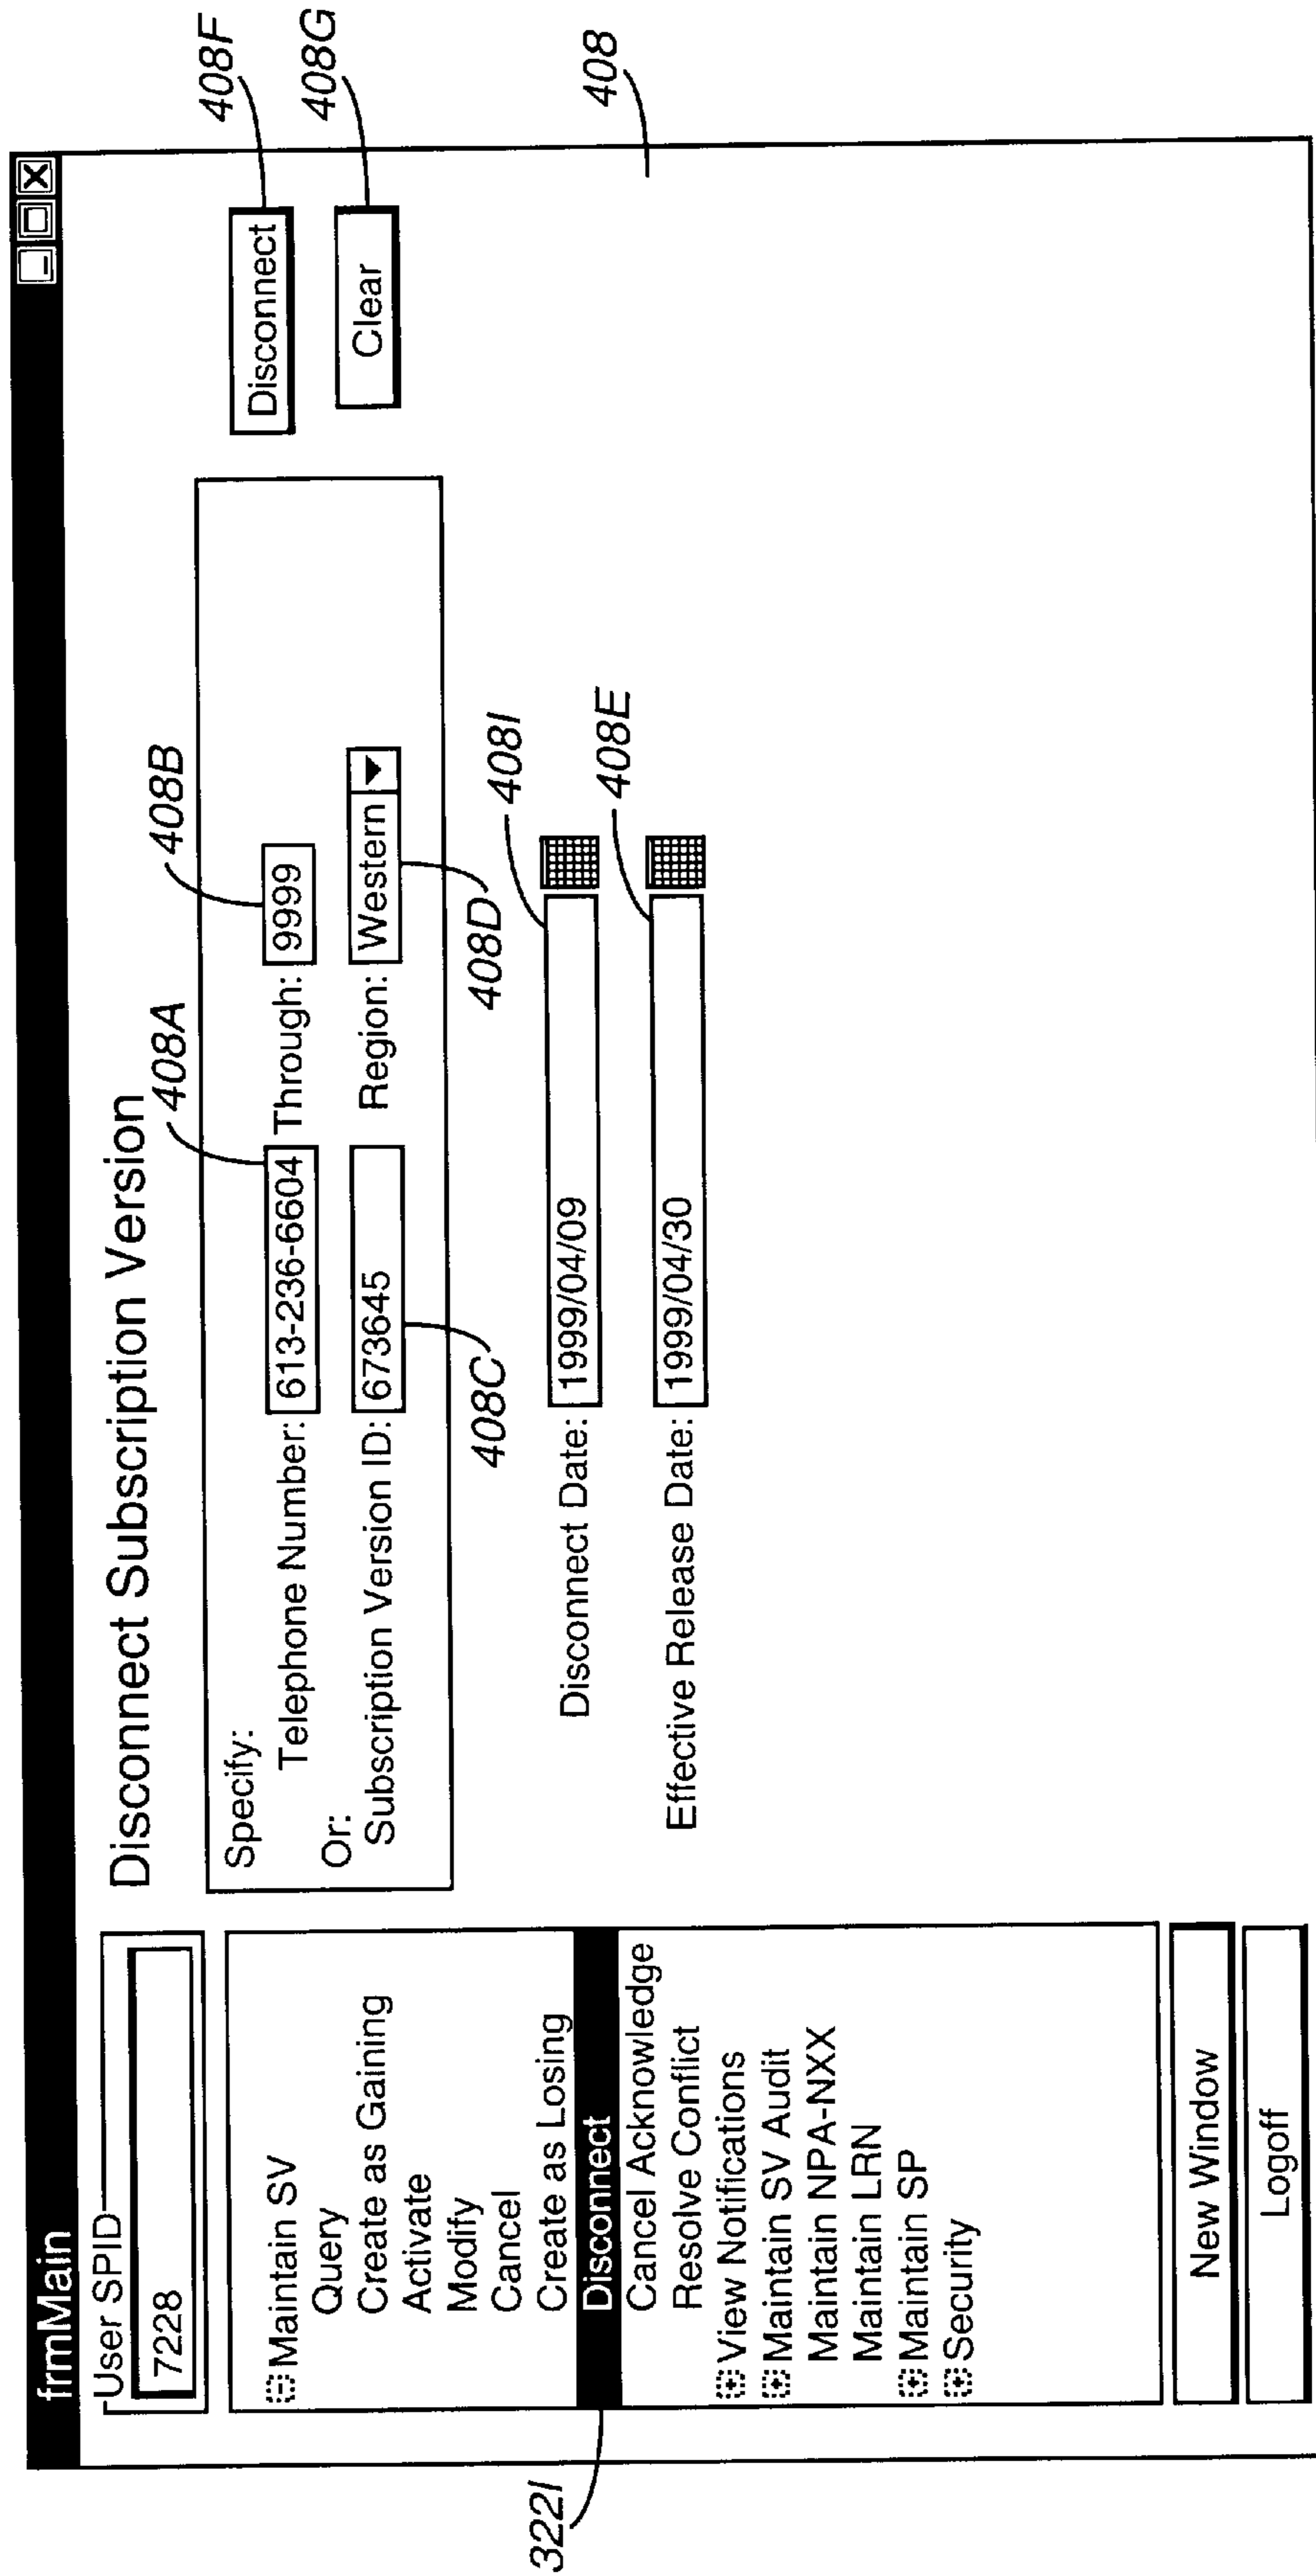 frmMain
User SPID
7228
Maintain SV
Query
Create as Gaining
Activate
Modify
Cancel
Create as Losing
Disconnect
Cancel Acknowledge
Resolve Conflict
View Notifications
Maintain SV Audit
Maintain NPA-NXX
Maintain LRN
Maintain SP
Security
New Window
Logoff
322I
Disconnect Subscription Version
Specify:
Telephone Number: 613-236-6604 Through: 9999
Or:
Subscription Version ID: 673645 Region: Western
Disconnect Date: 1999/04/09
Effective Release Date: 1999/04/30
Disconnect
Clear
408A
408B
408C
408D
408I
408E
408F
408G
408